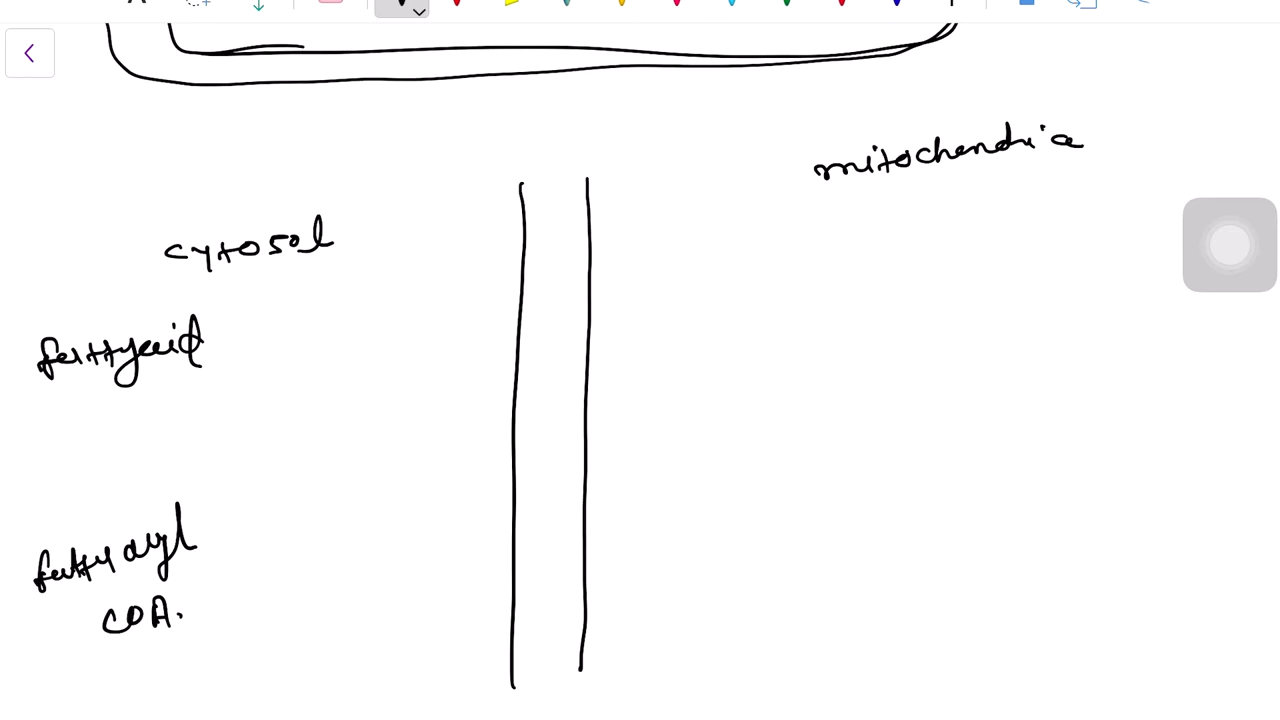 mitochondria
cytosol
fattyacid
fatty acyl
COA.